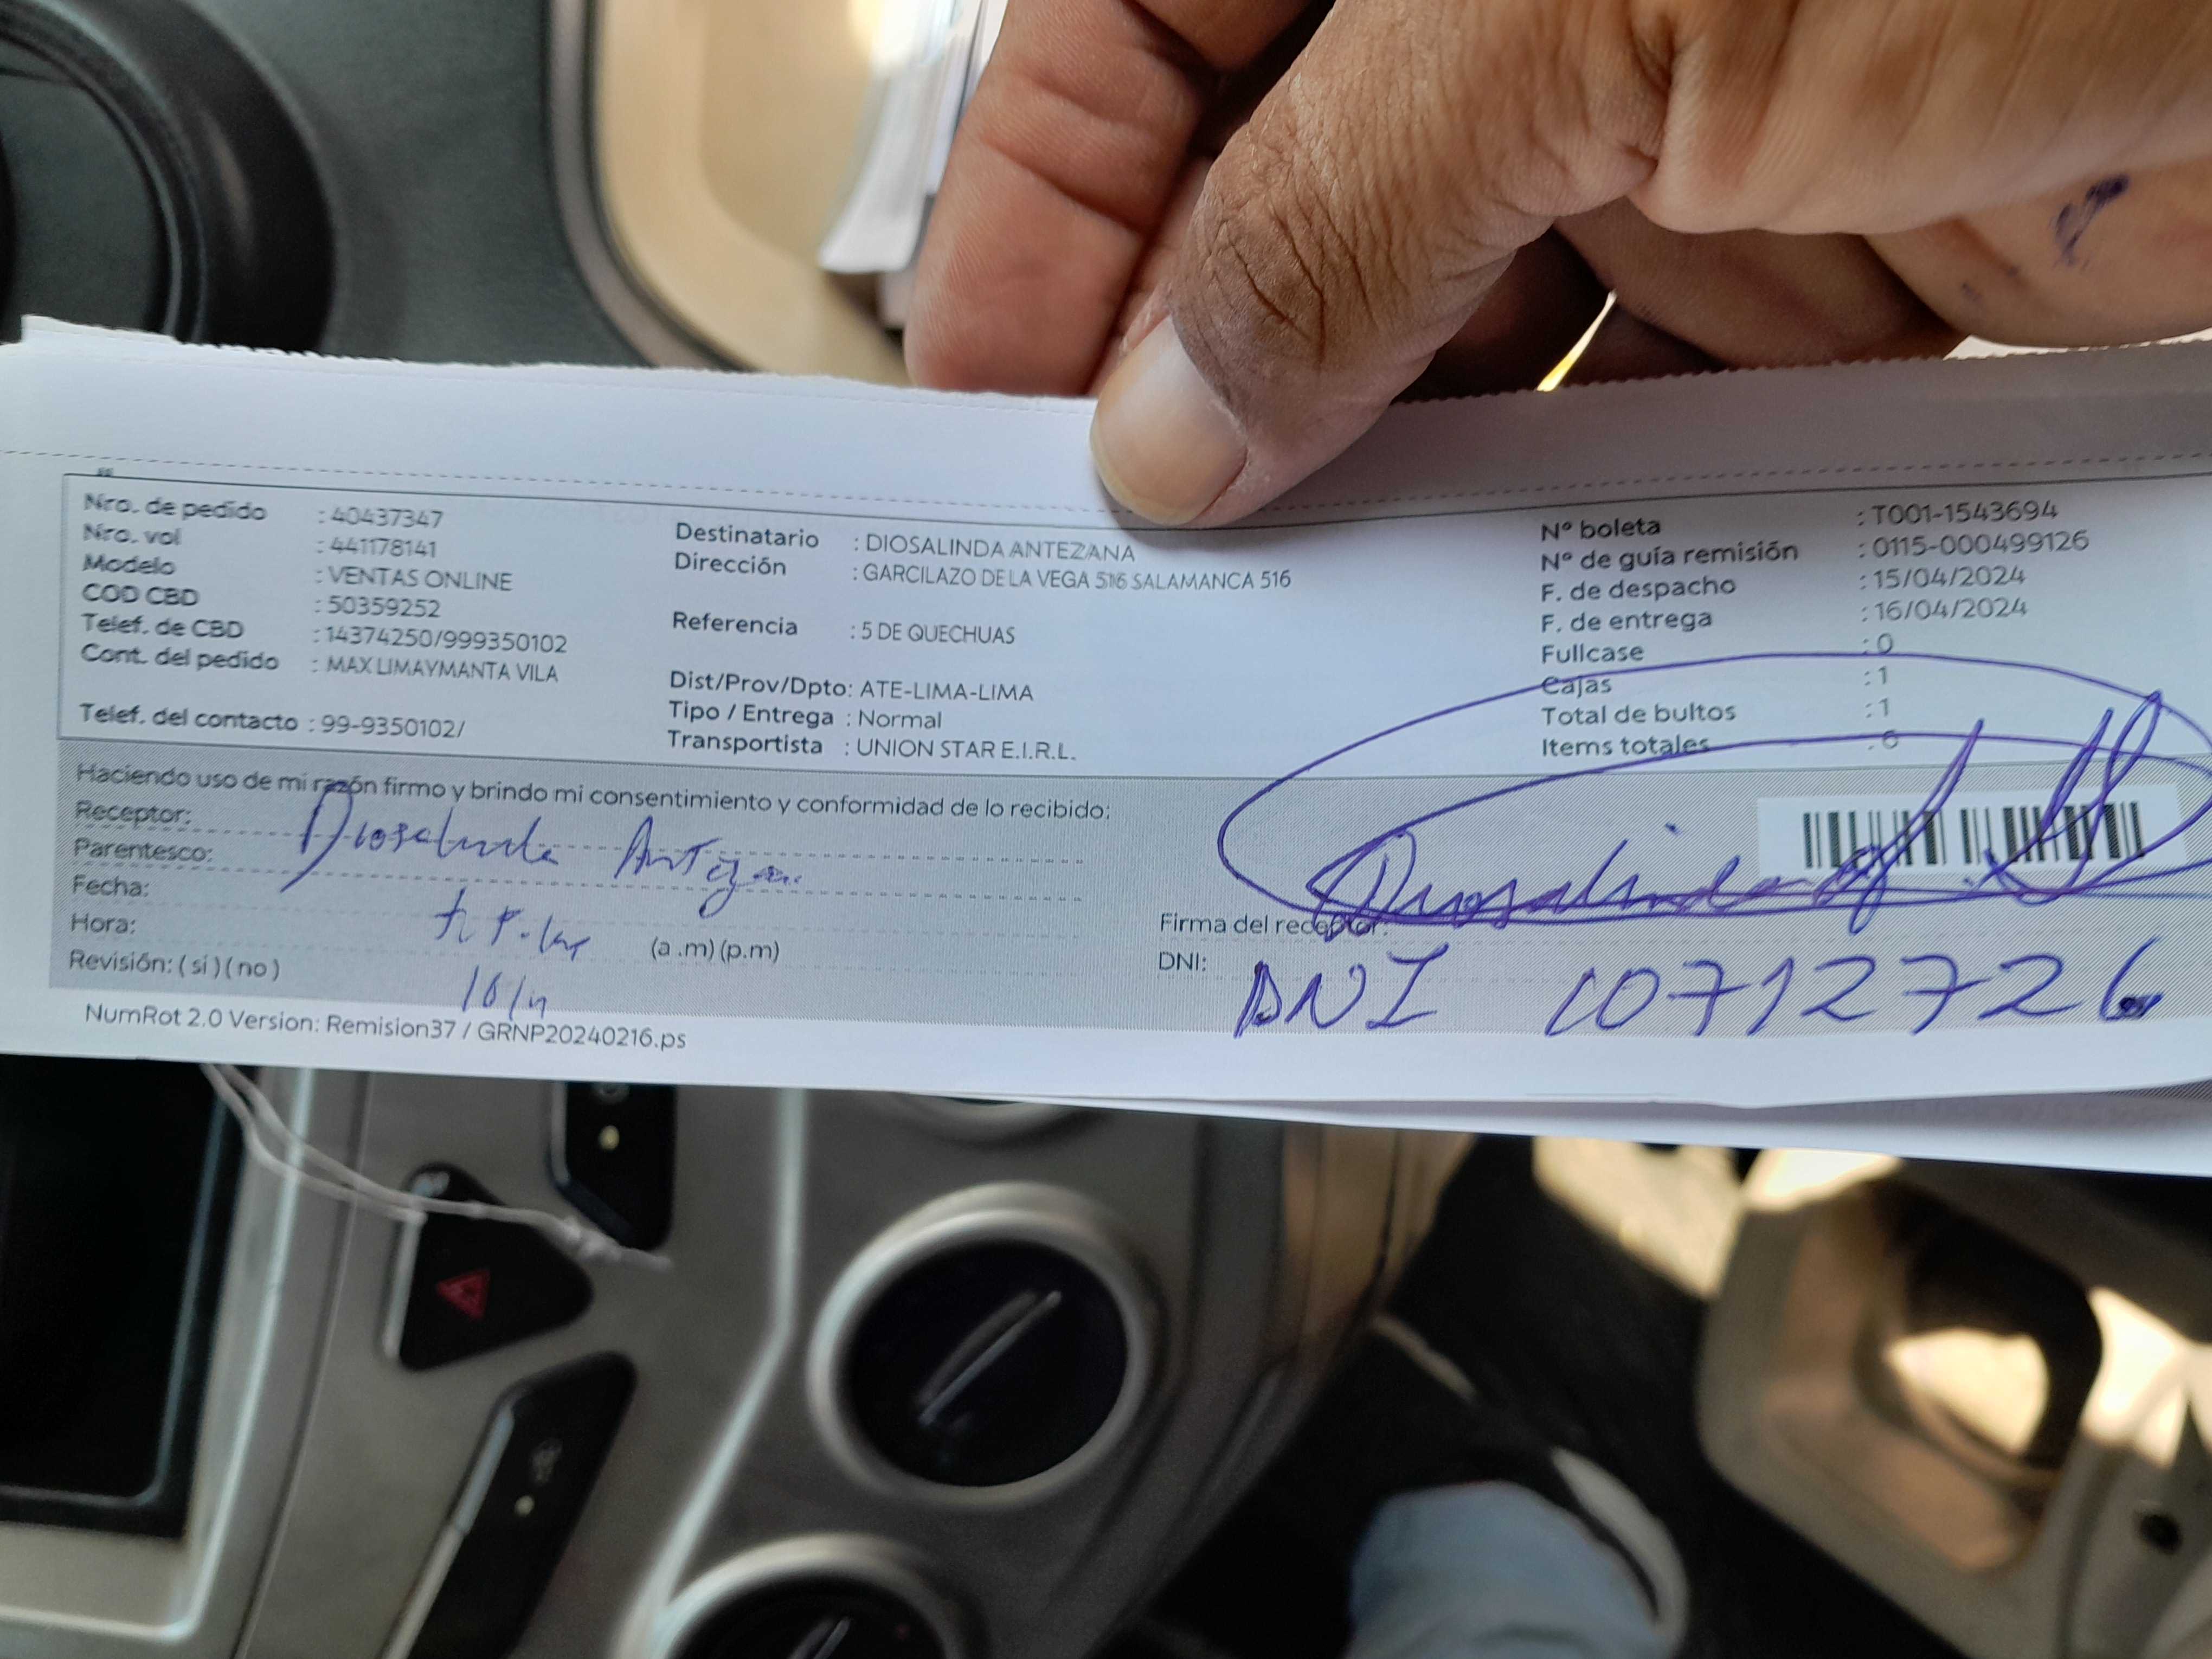 Nro. de pedido : 40437347
Nro. vol : 441178141
Modelo : VENTAS ONLINE
COD CBD : 50359252
Telef. de CBD : 14374250/999350102
Cont. del pedido : MAX LIMAYMANTA VILA
Telef. del contacto : 99-9350102/
Destinatario : DIOSALINDA ANTEZANA
Dirección : GARCILAZO DE LA VEGA 516 SALAMANCA 516
Referencia : 5 DE QUECHUAS
Dist/Prov/Dpto: ATE-LIMA-LIMA
Tipo / Entrega : Normal
Transportista : UNION STAR E.I.R.L.
Nº boleta : T001-1543694
Nº de guía remisión : 0115-000499126
F. de despacho : 15/04/2024
F. de entrega : 16/04/2024
Fullcase : 0
Cajas : 1
Total de bultos : 1
Items totales : 6
Haciendo uso de mi razón firmo y brindo mi consentimiento y conformidad de lo recibido:
Receptor: Diosalinda
Parentesco:
Fecha:
Hora: (a.m) (p.m)
Revisión: ( si ) ( no )
Firma del receptor: Diosalinda
DNI: DNI 10712726
NumRot 2.0 Version: Remision37 / GRNP20240216.ps